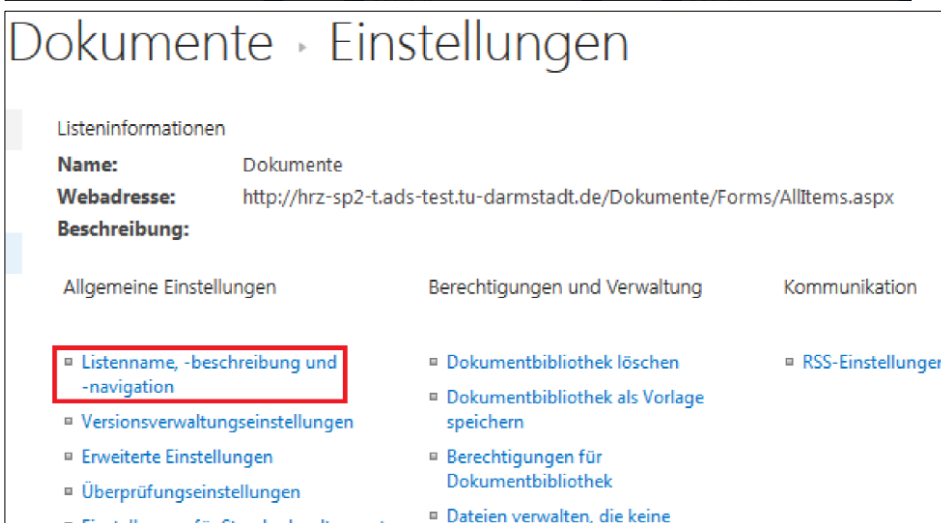 Dokumente ▸ Einstellungen
Listeninformationen
Name: Dokumente
Webadresse: http://hrz-sp2-t.ads-test.tu-darmstadt.de/Dokumente/Forms/AllItems.aspx
Beschreibung:
Allgemeine Einstellungen
Listenname, -beschreibung und
-navigation
Versionsverwaltungseinstellungen
Erweiterte Einstellungen
Überprüfungseinstellungen
Berechtigungen und Verwaltung
Dokumentbibliothek löschen
Dokumentbibliothek als Vorlage
speichern
Berechtigungen für
Dokumentbibliothek
Dateien verwalten, die keine
Kommunikation
RSS-Einstellungen